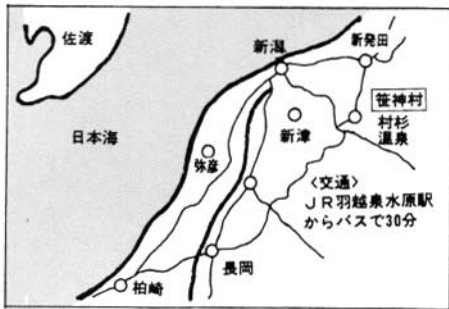 佐渡
新潟
新発田
笹神村
村杉
温泉
日本海
新津
弥彦
〈交通〉
JR羽越泉水原駅
からバスで30分
長岡
柏崎